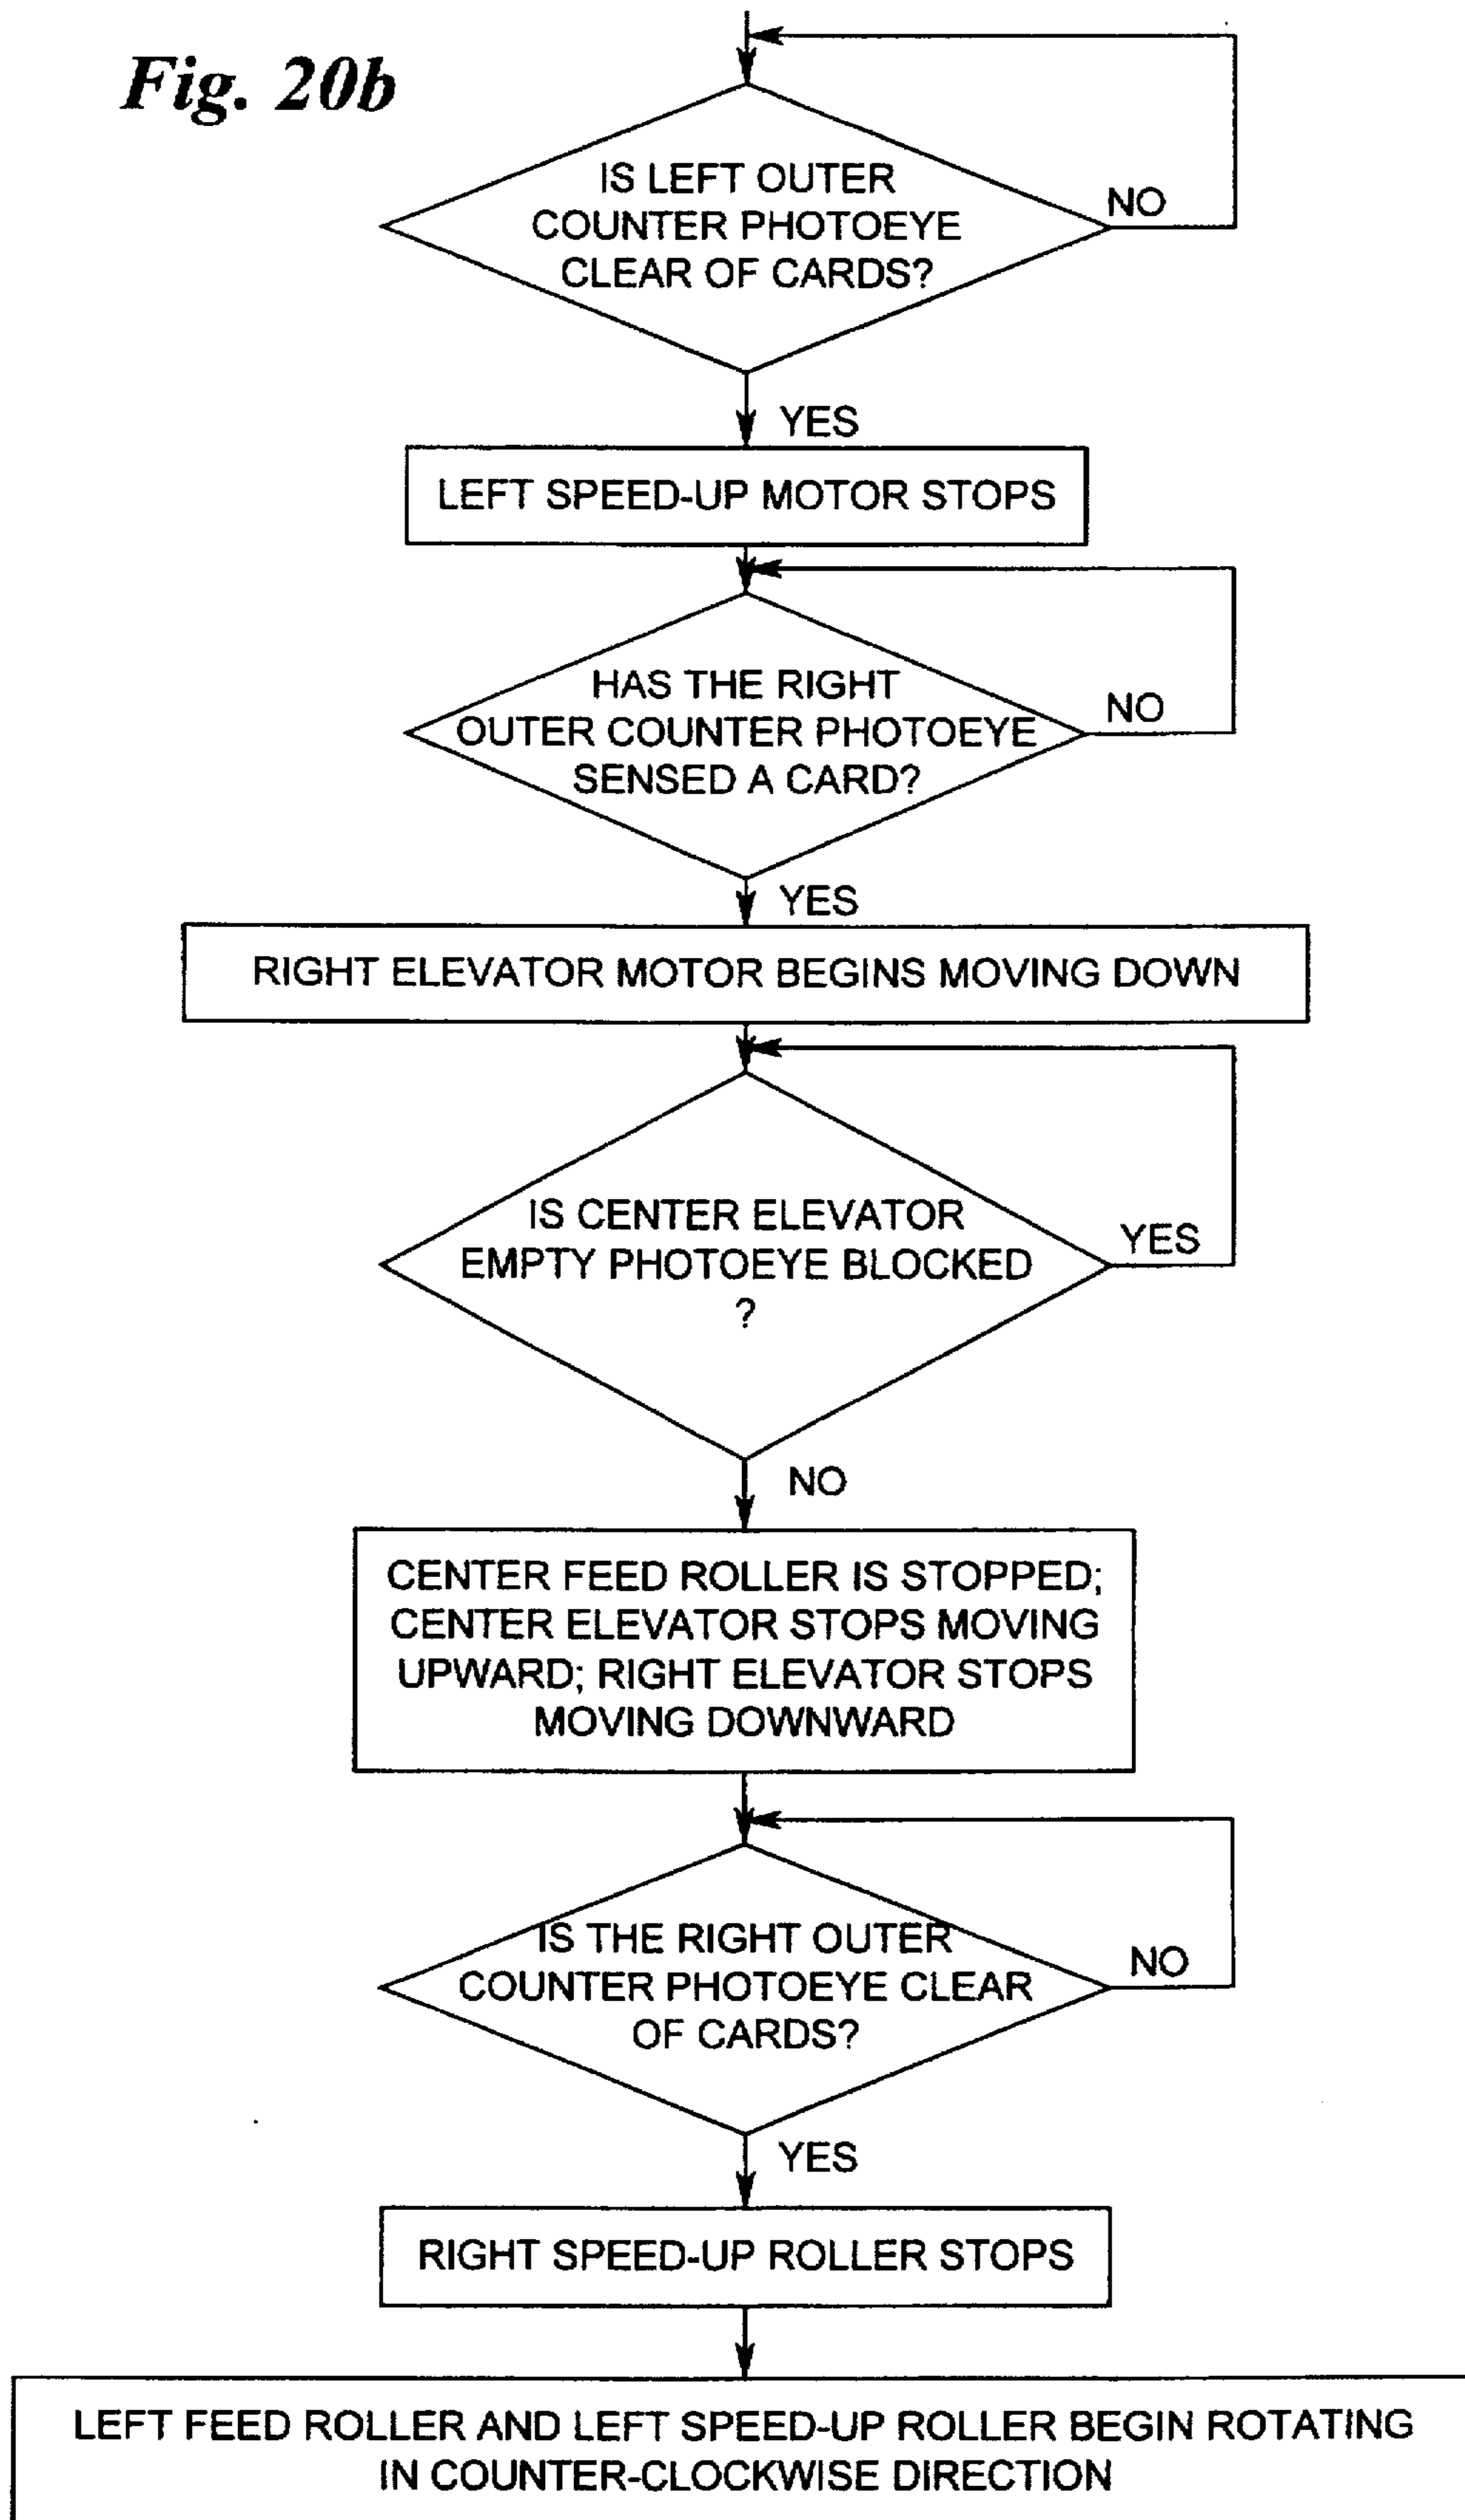 Fig. 20b
IS LEFT OUTER
COUNTER PHOTOEYE
CLEAR OF CARDS?
NO
YES
LEFT SPEED-UP MOTOR STOPS
HAS THE RIGHT
OUTER COUNTER PHOTOEYE
SENSED A CARD?
NO
YES
RIGHT ELEVATOR MOTOR BEGINS MOVING DOWN
IS CENTER ELEVATOR
EMPTY PHOTOEYE BLOCKED
?
YES
NO
CENTER FEED ROLLER IS STOPPED;
CENTER ELEVATOR STOPS MOVING
UPWARD; RIGHT ELEVATOR STOPS
MOVING DOWNWARD
IS THE RIGHT OUTER
COUNTER PHOTOEYE CLEAR
OF CARDS?
NO
YES
RIGHT SPEED-UP ROLLER STOPS
LEFT FEED ROLLER AND LEFT SPEED-UP ROLLER BEGIN ROTATING
IN COUNTER-CLOCKWISE DIRECTION